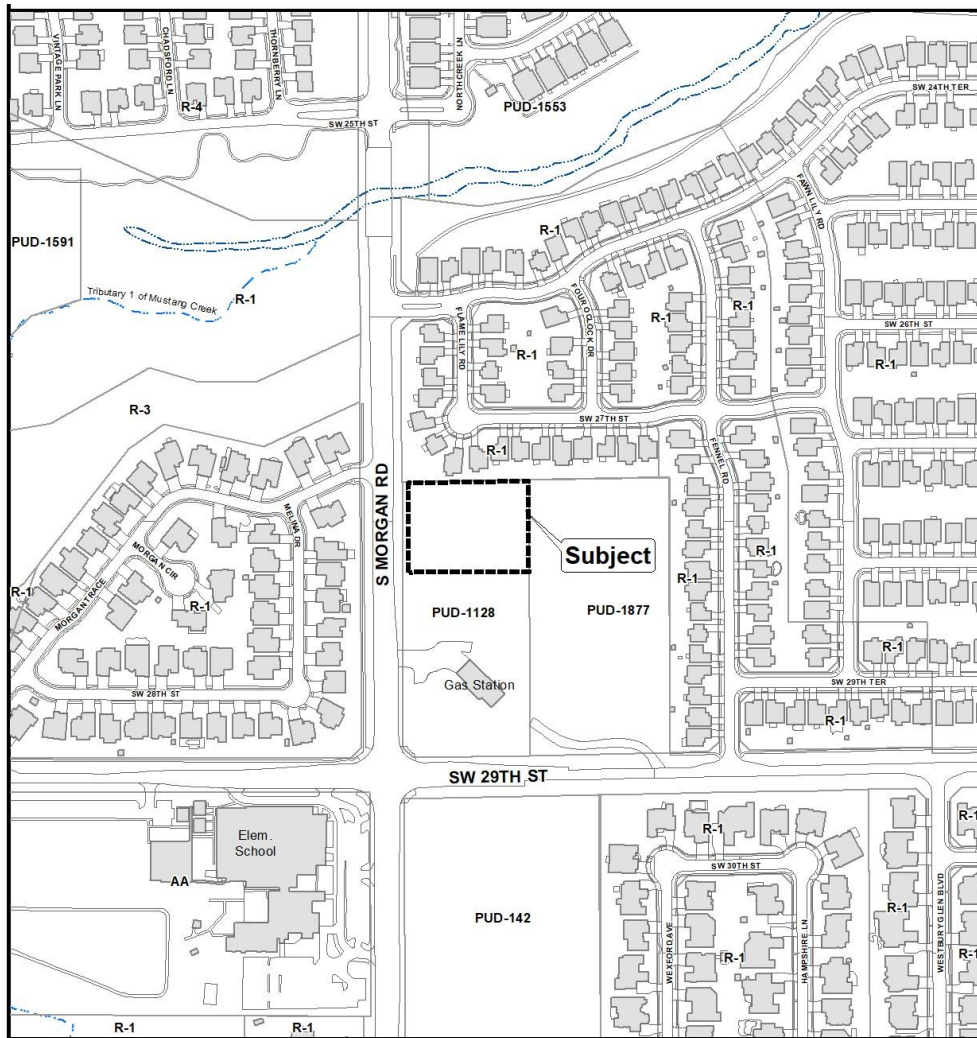 VINTAGE PARK LN
CHADSFORD LN
THORNBERRY LN
NORTHCREEK LN
R-4
PUD-1553
SW 24TH TER
SW 25TH ST
FAWN LILY RD
R-1
PUD-1591
Tributary 1 of Mustang Creek
R-1
FLAME LILY RD
FOUR O CLOCK DR
R-1
R-1
SW 26TH ST
R-1
R-1
R-3
SW 27TH ST
R-1
FENNEL RD
S MORGAN RD
MELINA DR
Subject
R-1
MORGAN CIR
R-1
R-1
R-1
MORGAN TRACE
PUD-1128
PUD-1877
R-1
Gas Station
SW 29TH TER
SW 28TH ST
R-1
SW 29TH ST
Elem.
School
R-1
R-1
SW 30TH ST
AA
PUD-142
WEXFORD AVE
HAMPSHIRE LN
WESTBURY GLEN BLVD
R-1
R-1
R-1
R-1
R-1